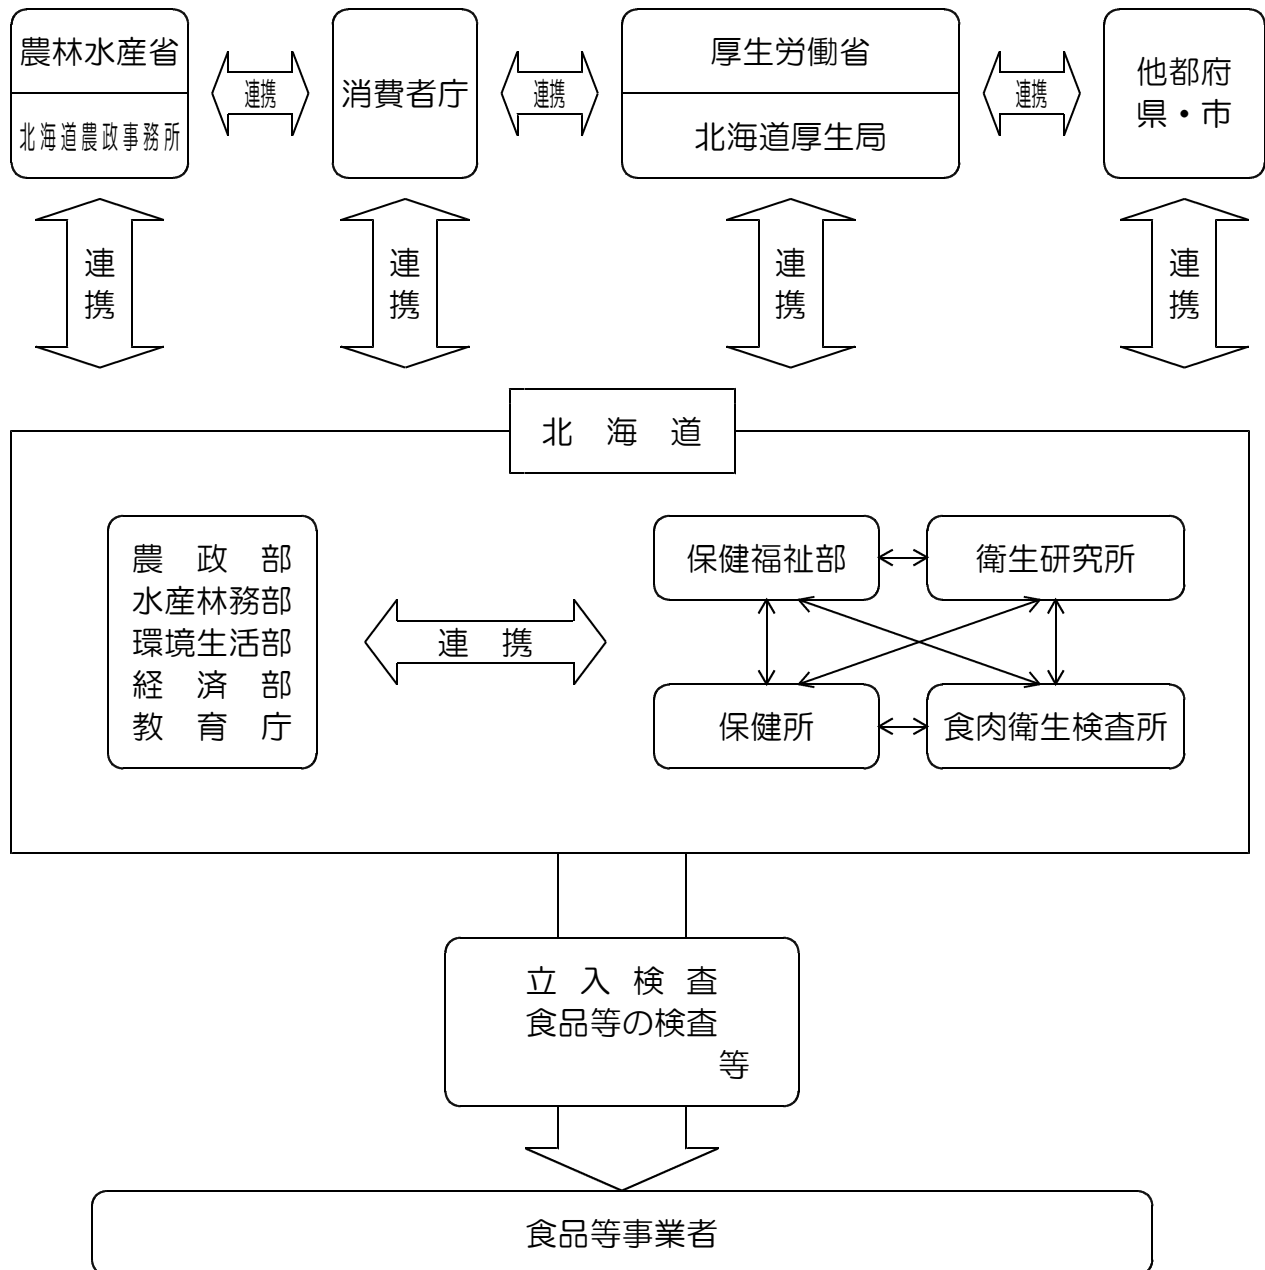 農林水産省
北海道農政事務所
連携
消費者庁
連携
厚生労働省
北海道厚生局
連携
他都府
県・市
連
携
連
携
連
携
連
携
北　海　道
農　政　部
水産林務部
環境生活部
経　済　部
教　育　庁
連　携
保健福祉部
衛生研究所
保健所
食肉衛生検査所
立 入 検 査
食品等の検査
等
食品等事業者